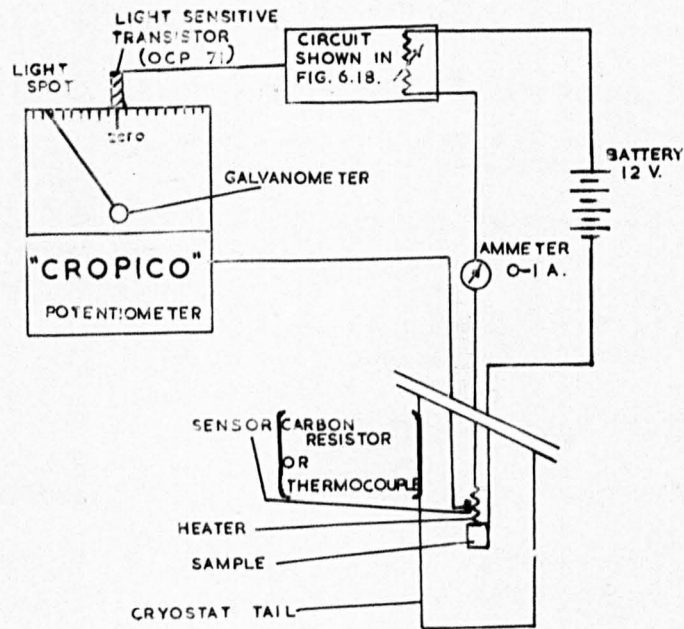 LIGHT SENSITIVE
TRANSISTOR
(OCP 71)
LIGHT
SPOT
CIRCUIT
SHOWN IN
FIG. 6.18.
zero
GALVANOMETER
BATTERY
12 V.
"CROPICO"
POTENTIOMETER
AMMETER
0-1 A.
SENSOR
CARBON
RESISTOR
OR
THERMOCOUPLE
HEATER
SAMPLE
CRYOSTAT TAIL